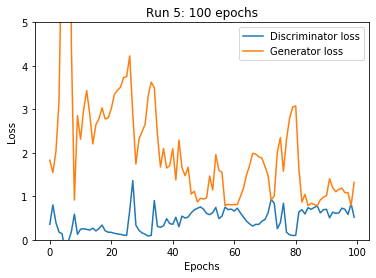 Run 5: 100 epochs
Discriminator loss
Generator loss
5
4
3
2
1
0
Loss
0
20
40
60
80
100
Epochs